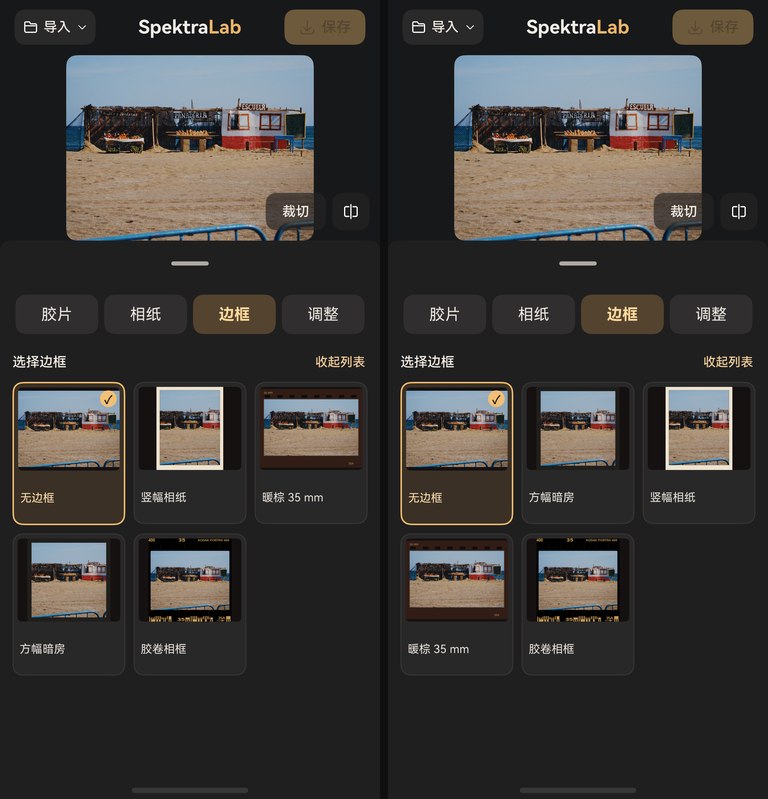 导入
SpektraLab
保存
ESCUELA
PANADERIA
裁切
胶片
相纸
边框
调整
选择边框
收起列表
无边框
竖幅相纸
暖棕 35 mm
方幅暗房
胶卷相框
导入
SpektraLab
保存
ESCUELA
PANADERIA
裁切
胶片
相纸
边框
调整
选择边框
收起列表
无边框
方幅暗房
竖幅相纸
暖棕 35 mm
胶卷相框